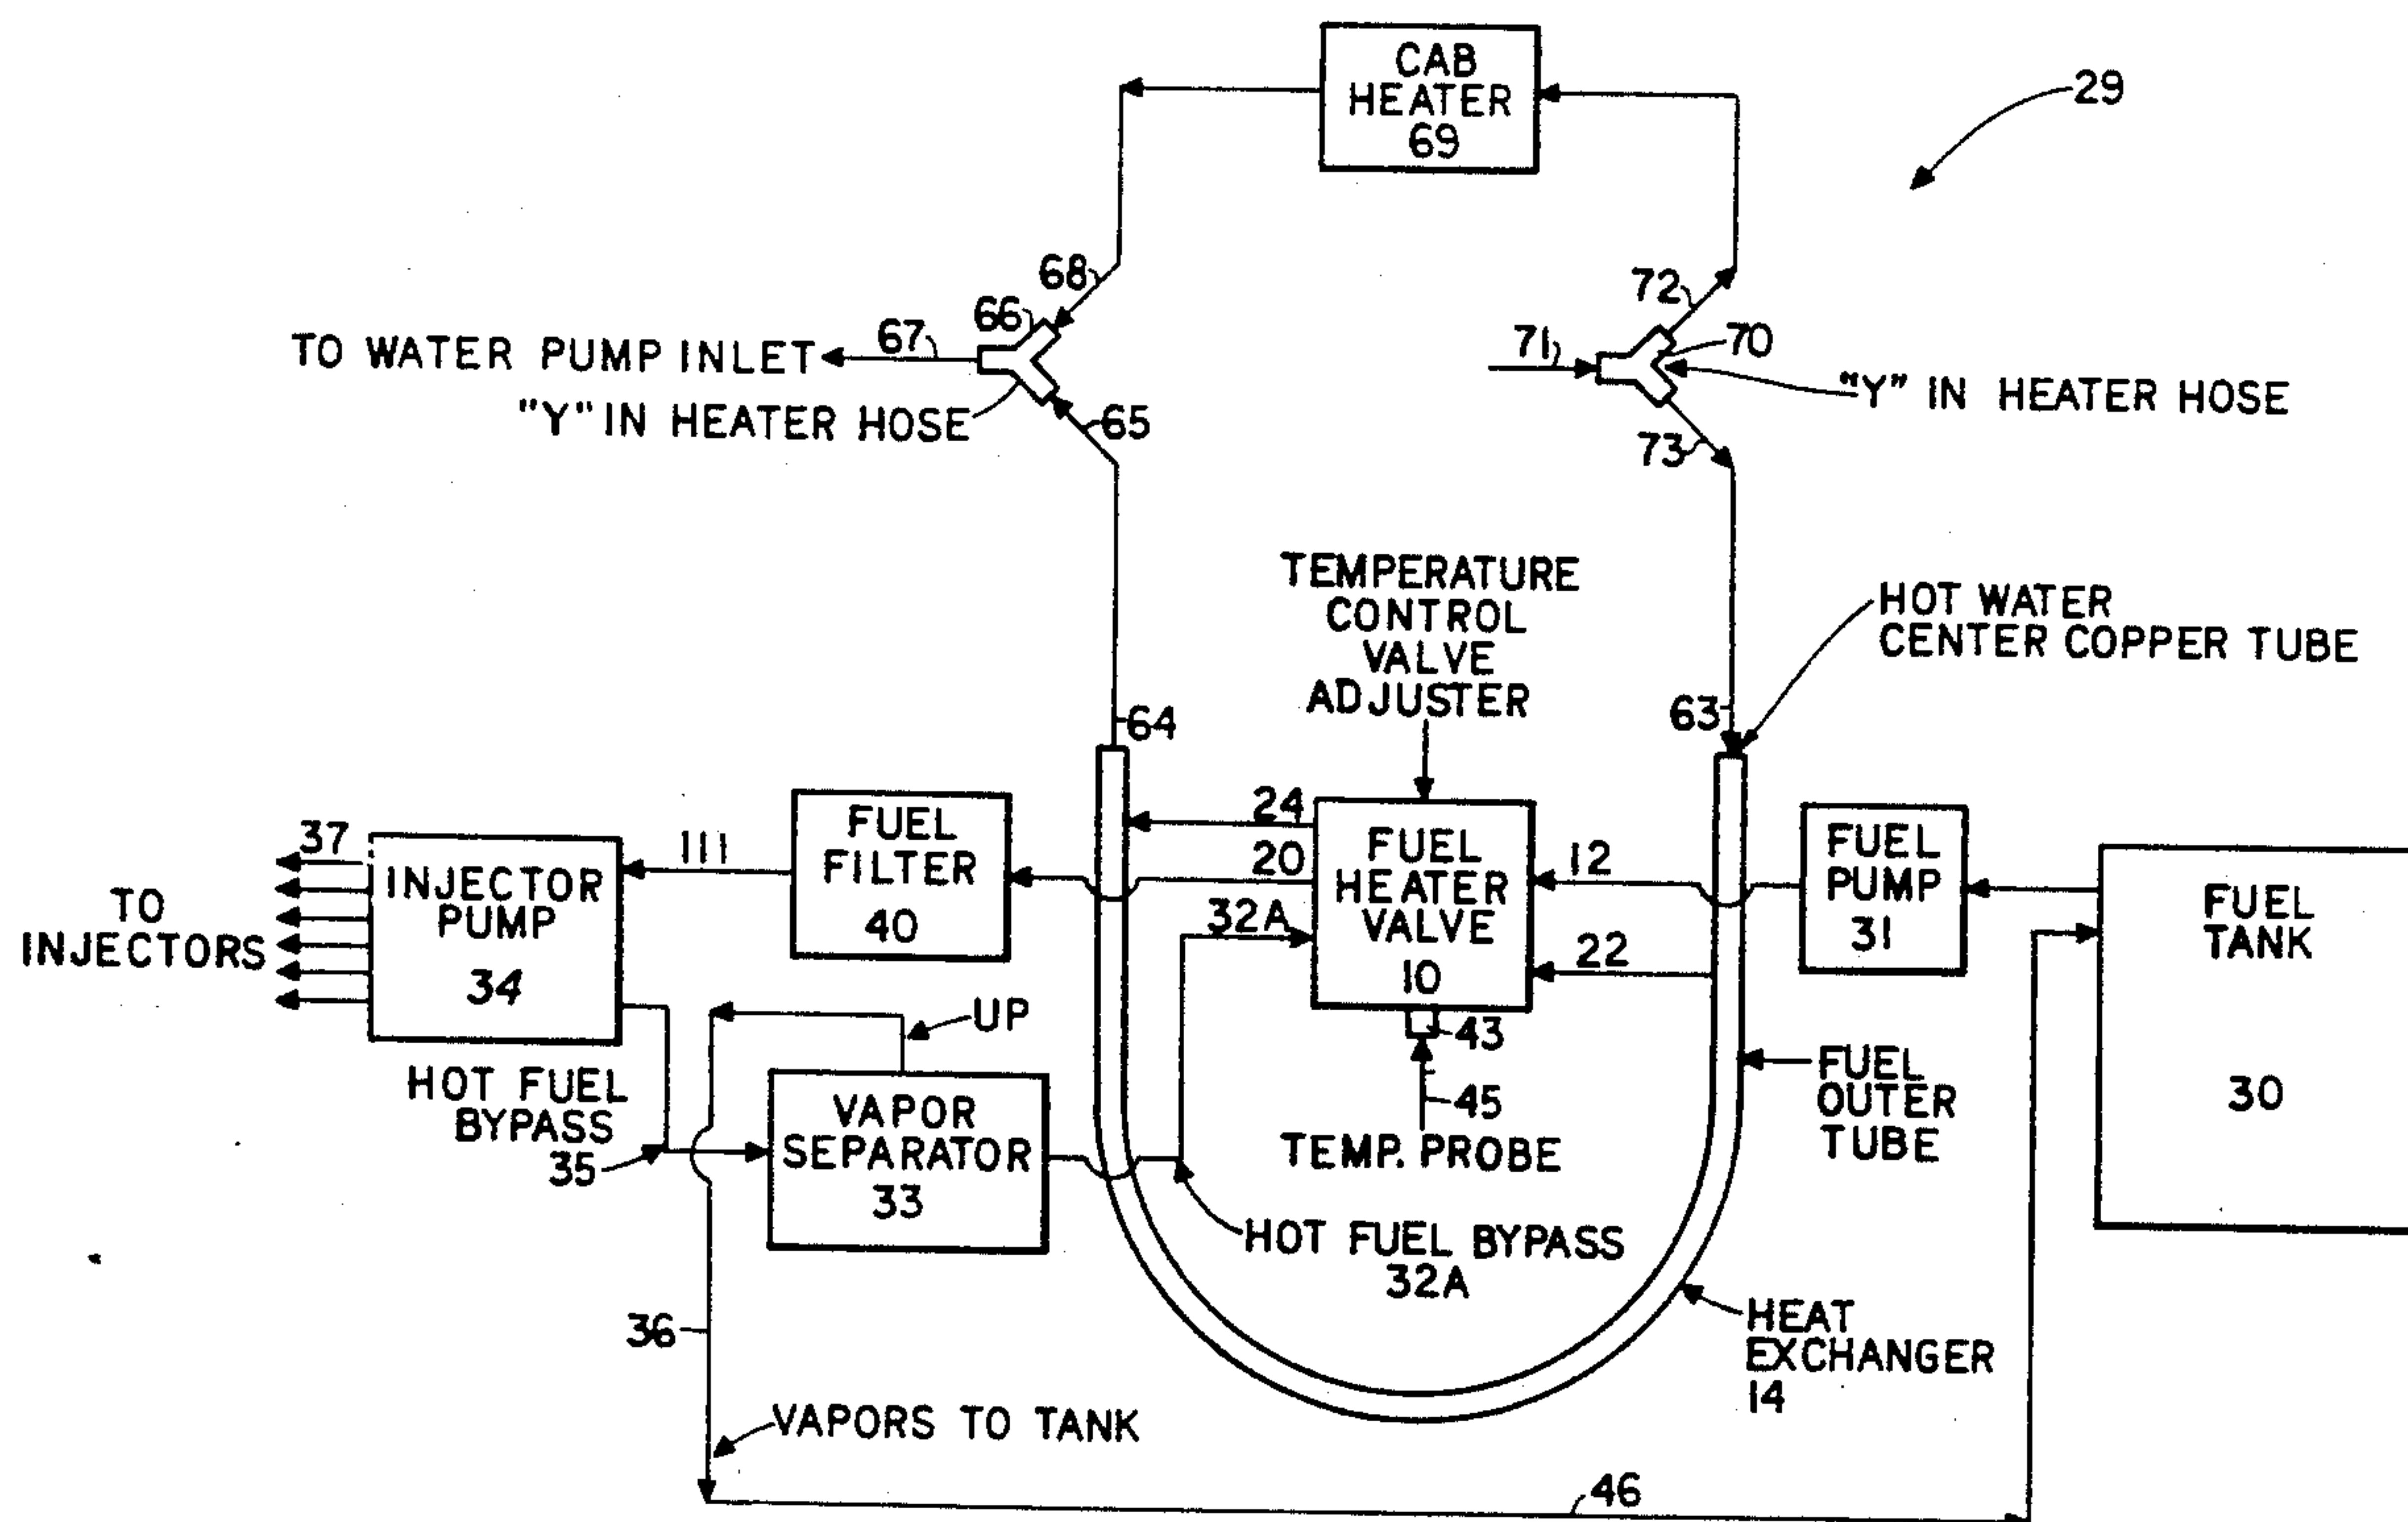 CAB
HEATER
69
29
68
66
67
TO WATER PUMP INLET
"Y" IN HEATER HOSE
65
72
71
70
"Y" IN HEATER HOSE
73
TEMPERATURE
CONTROL
VALVE
ADJUSTER
HOT WATER
CENTER COPPER TUBE
64
63
37
TO
INJECTORS
INJECTOR
PUMP
34
111
FUEL
FILTER
40
24
20
32A
FUEL
HEATER
VALVE
10
12
22
FUEL
PUMP
31
FUEL
TANK
30
UP
43
45
TEMP. PROBE
FUEL
OUTER
TUBE
HOT FUEL
BYPASS
35
VAPOR
SEPARATOR
33
HOT FUEL BYPASS
32A
HEAT
EXCHANGER
14
36
VAPORS TO TANK
46